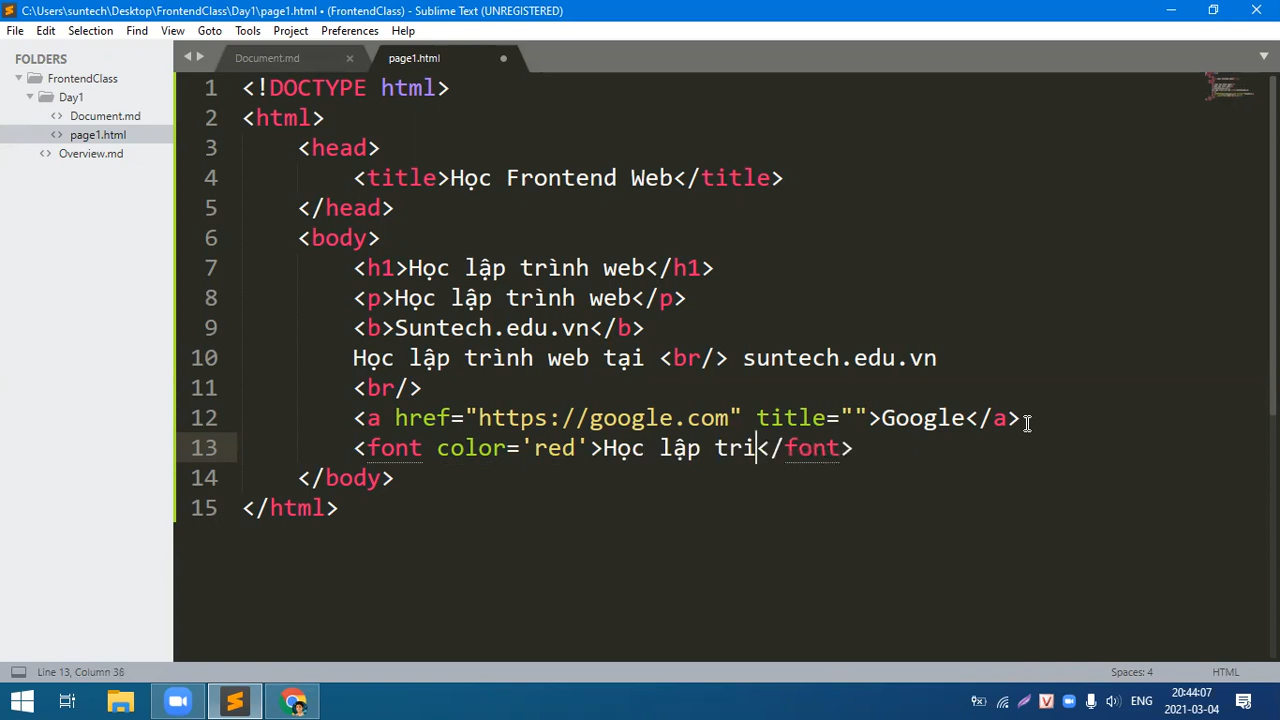 C:\Users\suntech\Desktop\FrontendClass\Day1\page1.html • (FrontendClass) - Sublime Text (UNREGISTERED)
File Edit Selection Find View Goto Tools Project Preferences Help
FOLDERS
FrontendClass
Day1
<> Document.md
<> page1.html
<> Overview.md
Document.md × page1.html
1 <!DOCTYPE html>
2 <html>
3 <head>
4 <title>Học Frontend Web</title>
5 </head>
6 <body>
7 <h1>Học lập trình web</h1>
8 <p>Học lập trình web</p>
9 <b>Suntech.edu.vn</b>
10 Học lập trình web tại <br/> suntech.edu.vn
11 <br/>
12 <a href="https://google.com" title="">Google</a>
13 <font color='red'>Học lập tri</font>
14 </body>
15 </html>
Line 13, Column 38 Spaces: 4 HTML
ENG 20:44:07 2021-03-04